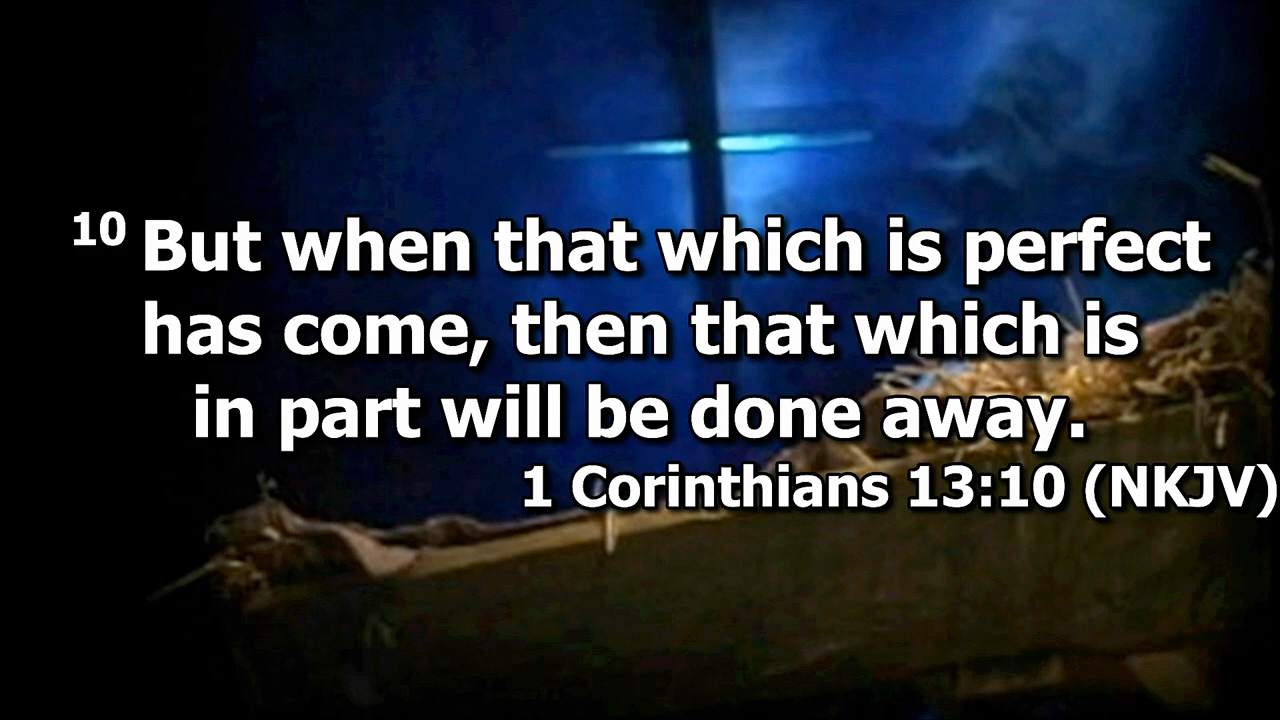 10 But when that which is perfect
has come, then that which is
in part will be done away.
1 Corinthians 13:10 (NKJV)